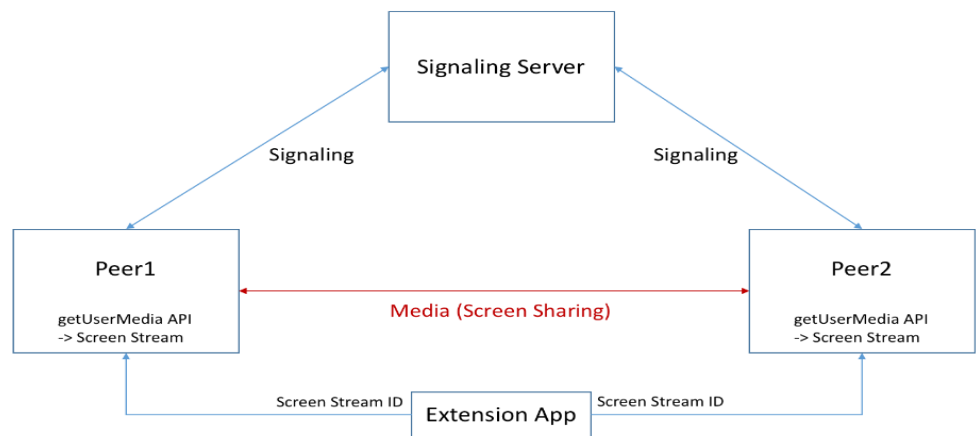 Signaling Server
Signaling
Signaling
Peer1
getUserMedia API
-> Screen Stream
Media (Screen Sharing)
Peer2
getUserMedia API
-> Screen Stream
Screen Stream ID
Extension App
Screen Stream ID